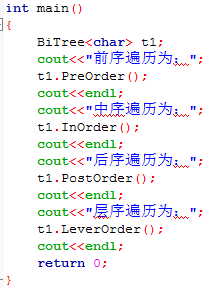 int main()
{
BiTree<char> t1;
cout<<"前序遍历为：";
t1.PreOrder();
cout<<endl;
cout<<"中序遍历为：";
t1.InOrder();
cout<<endl;
cout<<"后序遍历为：";
t1.PostOrder();
cout<<endl;
cout<<"层序遍历为：";
t1.LeverOrder();
cout<<endl;
return 0;
}